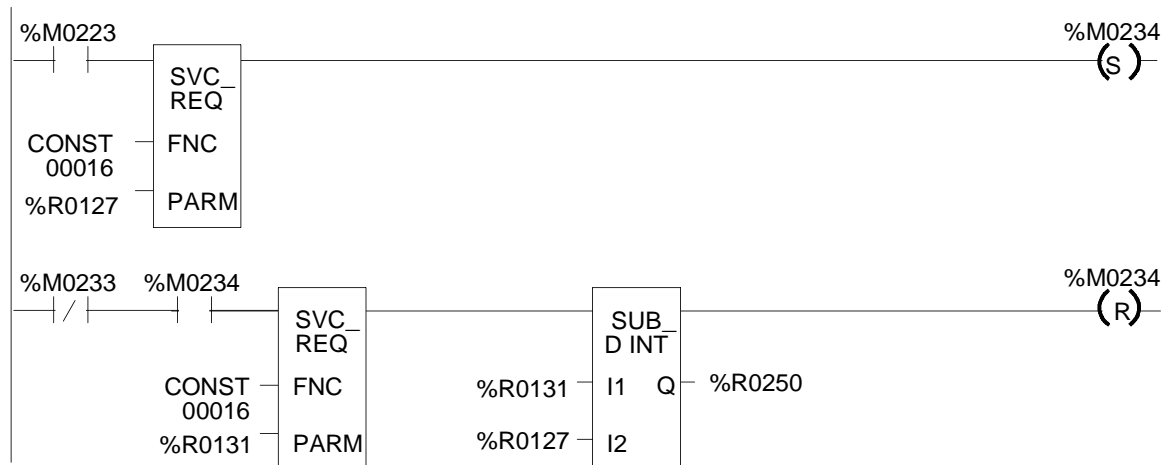 %M0223
%M0234
SVC_
REQ
(S)
CONST
00016
FNC
%R0127
PARM
%M0233
%M0234
%M0234
SVC_
REQ
SUB_
D INT
(R)
CONST
00016
FNC
%R0131
I1
Q
%R0250
%R0131
PARM
%R0127
I2